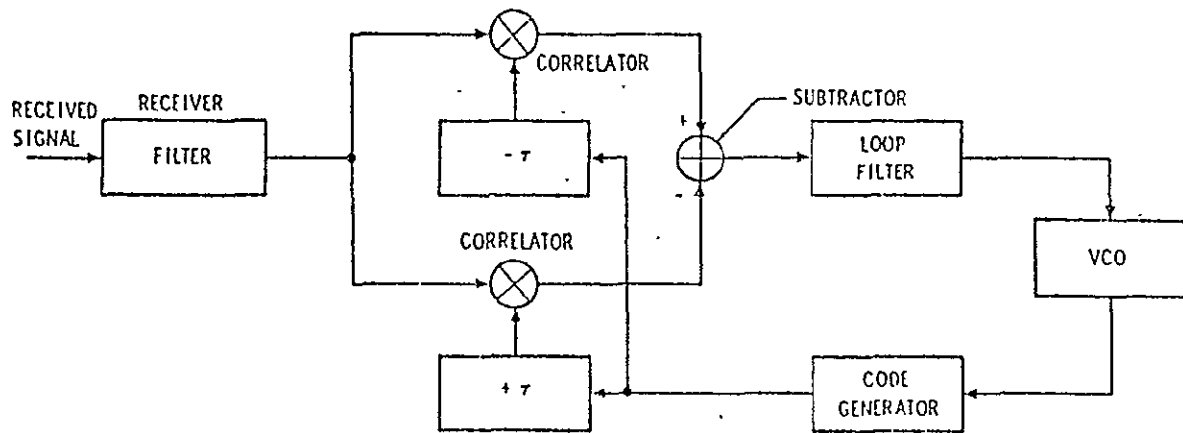 CORRELATOR
RECEIVED
SIGNAL
RECEIVER
FILTER
- τ
+
SUBTRACTOR
-
LOOP
FILTER
CORRELATOR
VCO
+ τ
CODE
GENERATOR